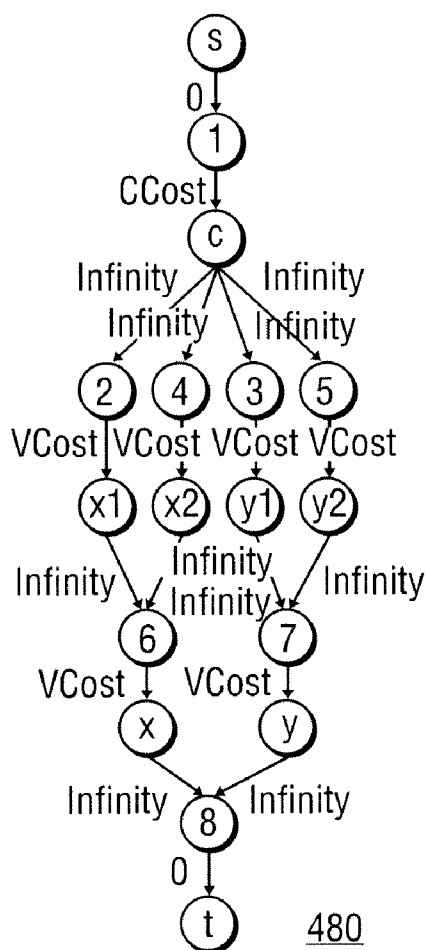 s
0
1
CCost
c
Infinity Infinity
Infinity Infinity
2 4 3 5
VCost VCost VCost VCost
x1 x2 y1 y2
Infinity
Infinity Infinity Infinity
6 7
VCost VCost
x y
Infinity Infinity
8
0
t
480